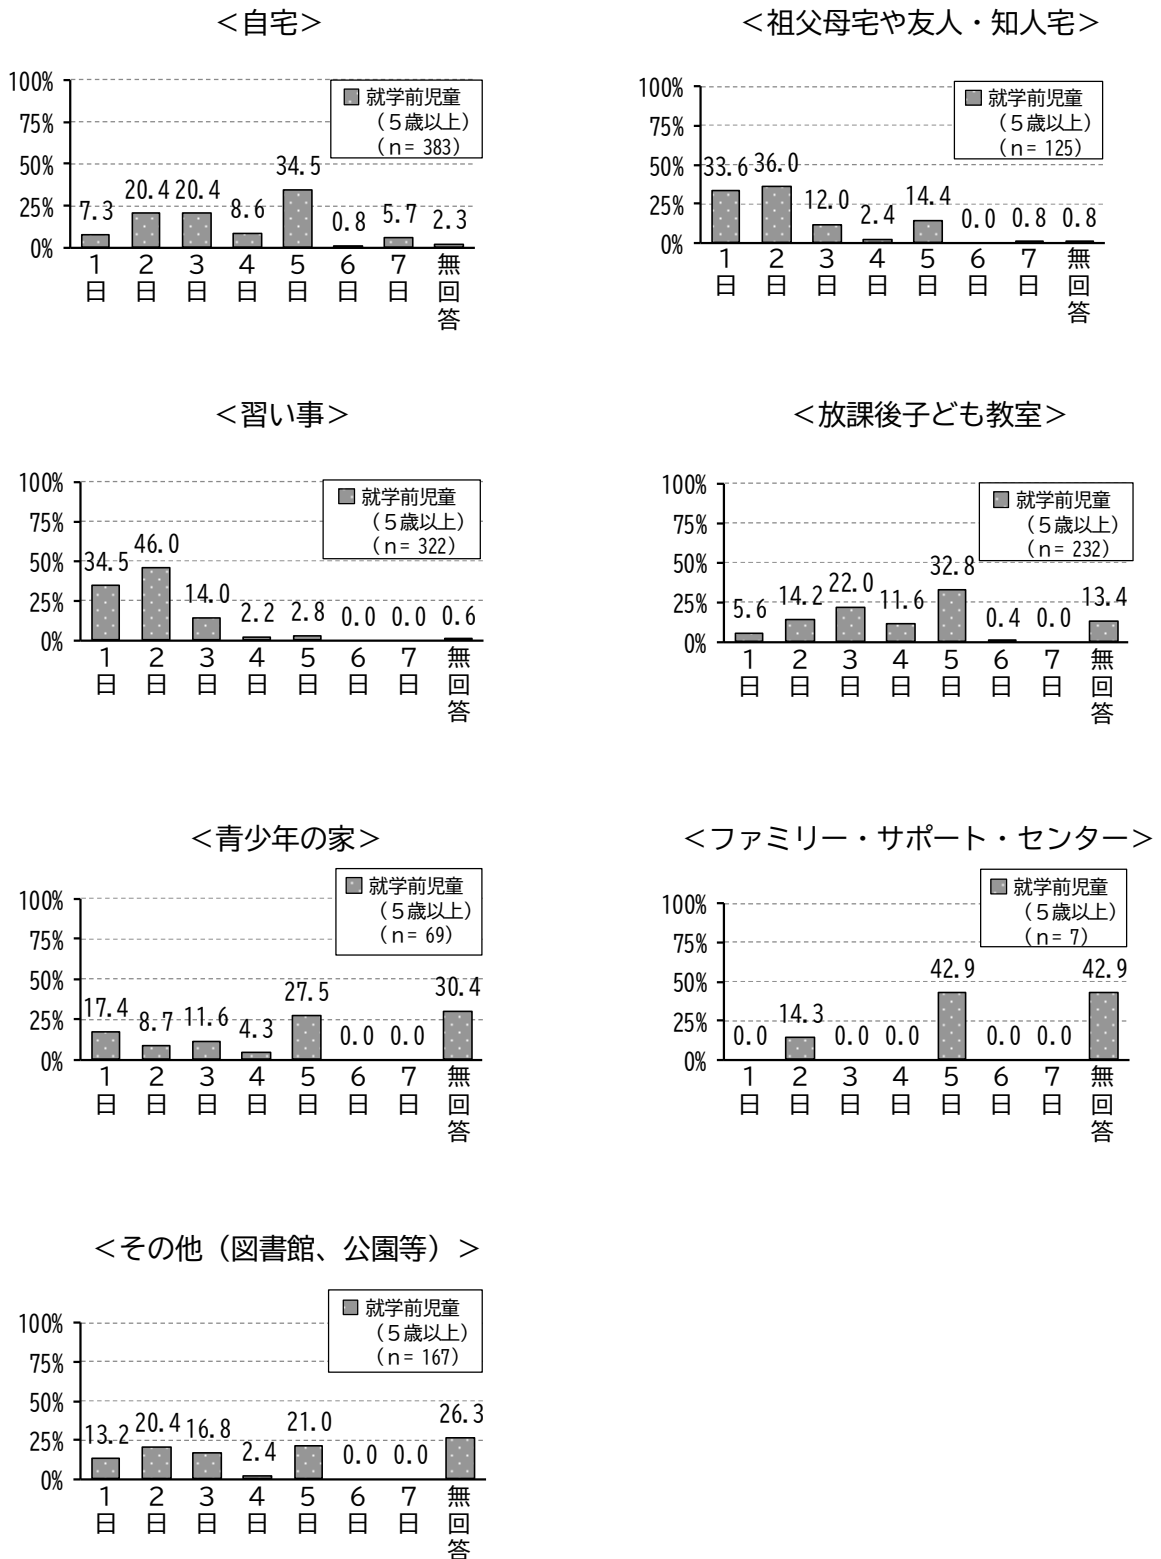 ＜自宅＞
100%
75%
50%
25%
0%
就学前児童
（５歳以上）
（ｎ= 383）
7.3 20.4 20.4 8.6 34.5 0.8 5.7 2.3
１日 ２日 ３日 ４日 ５日 ６日 ７日 無回答
＜祖父母宅や友人・知人宅＞
100%
75%
50%
25%
0%
就学前児童
（５歳以上）
（ｎ= 125）
33.6 36.0 12.0 2.4 14.4 0.0 0.8 0.8
１日 ２日 ３日 ４日 ５日 ６日 ７日 無回答
＜習い事＞
100%
75%
50%
25%
0%
就学前児童
（５歳以上）
（ｎ= 322）
34.5 46.0 14.0 2.2 2.8 0.0 0.0 0.6
１日 ２日 ３日 ４日 ５日 ６日 ７日 無回答
＜放課後子ども教室＞
100%
75%
50%
25%
0%
就学前児童
（５歳以上）
（ｎ= 232）
5.6 14.2 22.0 11.6 32.8 0.4 0.0 13.4
１日 ２日 ３日 ４日 ５日 ６日 ７日 無回答
＜青少年の家＞
100%
75%
50%
25%
0%
就学前児童
（５歳以上）
（ｎ= 69）
17.4 8.7 11.6 4.3 27.5 0.0 0.0 30.4
１日 ２日 ３日 ４日 ５日 ６日 ７日 無回答
＜ファミリー・サポート・センター＞
100%
75%
50%
25%
0%
就学前児童
（５歳以上）
（ｎ= 7）
0.0 14.3 0.0 0.0 42.9 0.0 0.0 42.9
１日 ２日 ３日 ４日 ５日 ６日 ７日 無回答
＜その他（図書館、公園等）＞
100%
75%
50%
25%
0%
就学前児童
（５歳以上）
（ｎ= 167）
13.2 20.4 16.8 2.4 21.0 0.0 0.0 26.3
１日 ２日 ３日 ４日 ５日 ６日 ７日 無回答